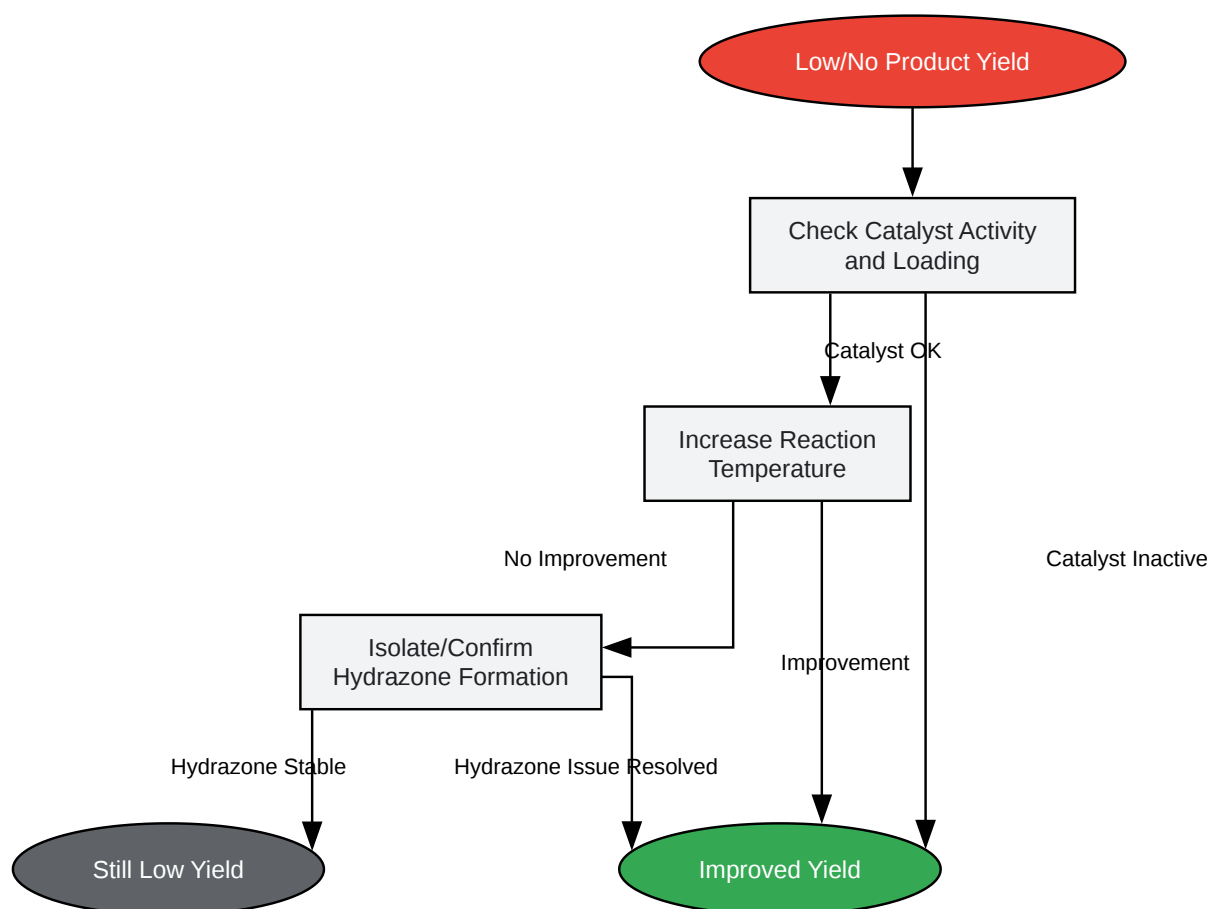 Low/No Product Yield
Check Catalyst Activity
and Loading
Catalyst OK
Increase Reaction
Temperature
No Improvement
Catalyst Inactive
Isolate/Confirm
Hydrazone Formation
Improvement
Hydrazone Stable
Hydrazone Issue Resolved
Still Low Yield
Improved Yield